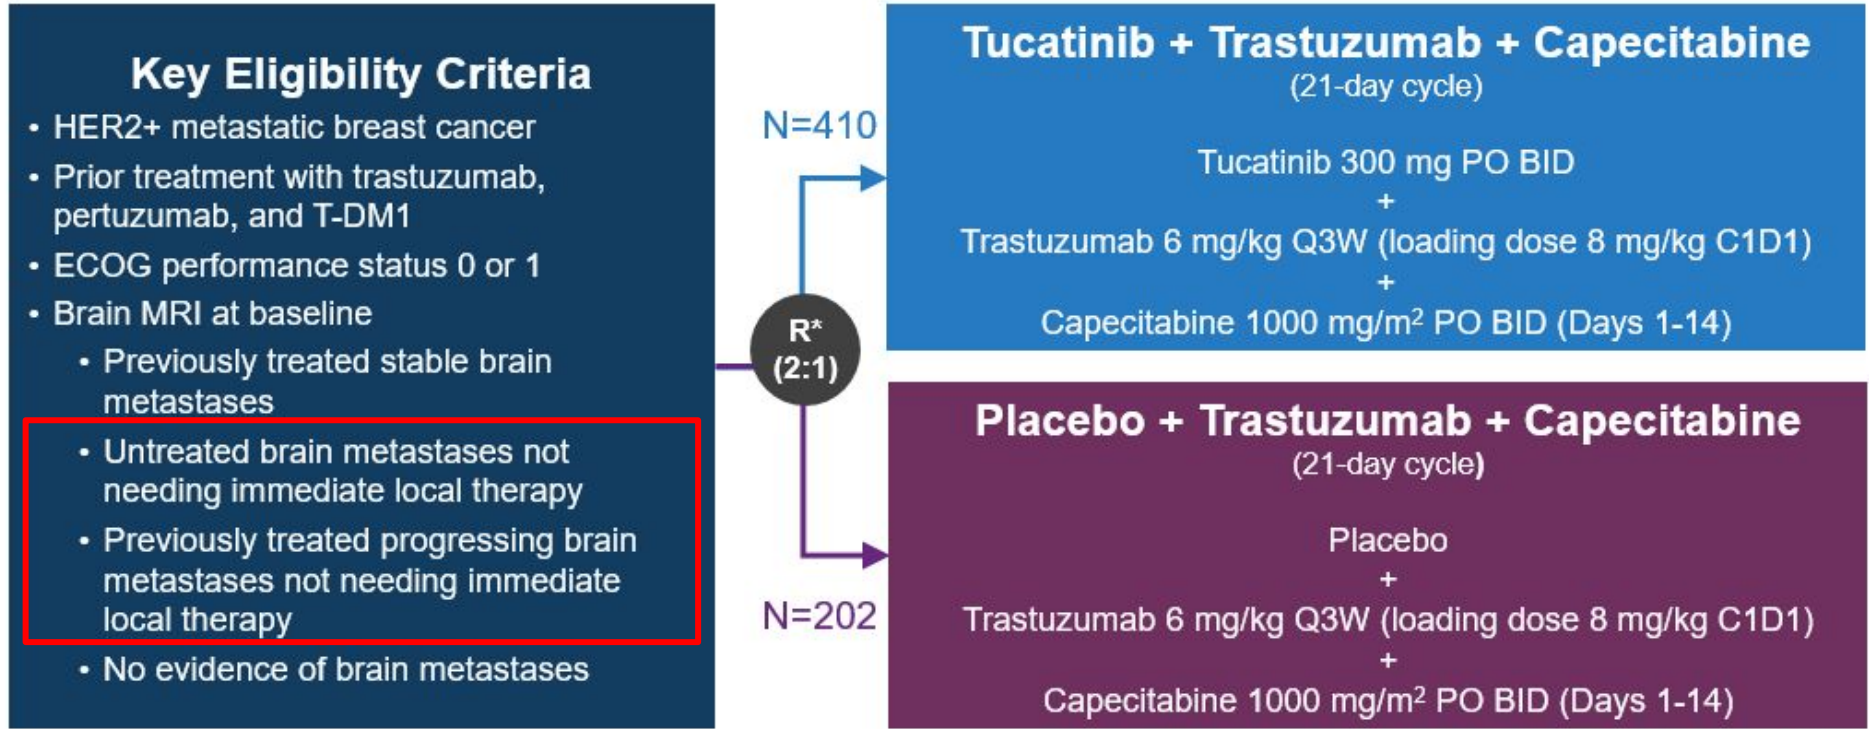 Key Eligibility Criteria
• HER2+ metastatic breast cancer
• Prior treatment with trastuzumab,
pertuzumab, and T-DM1
• ECOG performance status 0 or 1
• Brain MRI at baseline
• Previously treated stable brain
metastases
• Untreated brain metastases not
needing immediate local therapy
• Previously treated progressing brain
metastases not needing immediate
local therapy
• No evidence of brain metastases
R*
(2:1)
N=410
Tucatinib + Trastuzumab + Capecitabine
(21-day cycle)
Tucatinib 300 mg PO BID
+
Trastuzumab 6 mg/kg Q3W (loading dose 8 mg/kg C1D1)
+
Capecitabine 1000 mg/m² PO BID (Days 1-14)
N=202
Placebo + Trastuzumab + Capecitabine
(21-day cycle)
Placebo
+
Trastuzumab 6 mg/kg Q3W (loading dose 8 mg/kg C1D1)
+
Capecitabine 1000 mg/m² PO BID (Days 1-14)